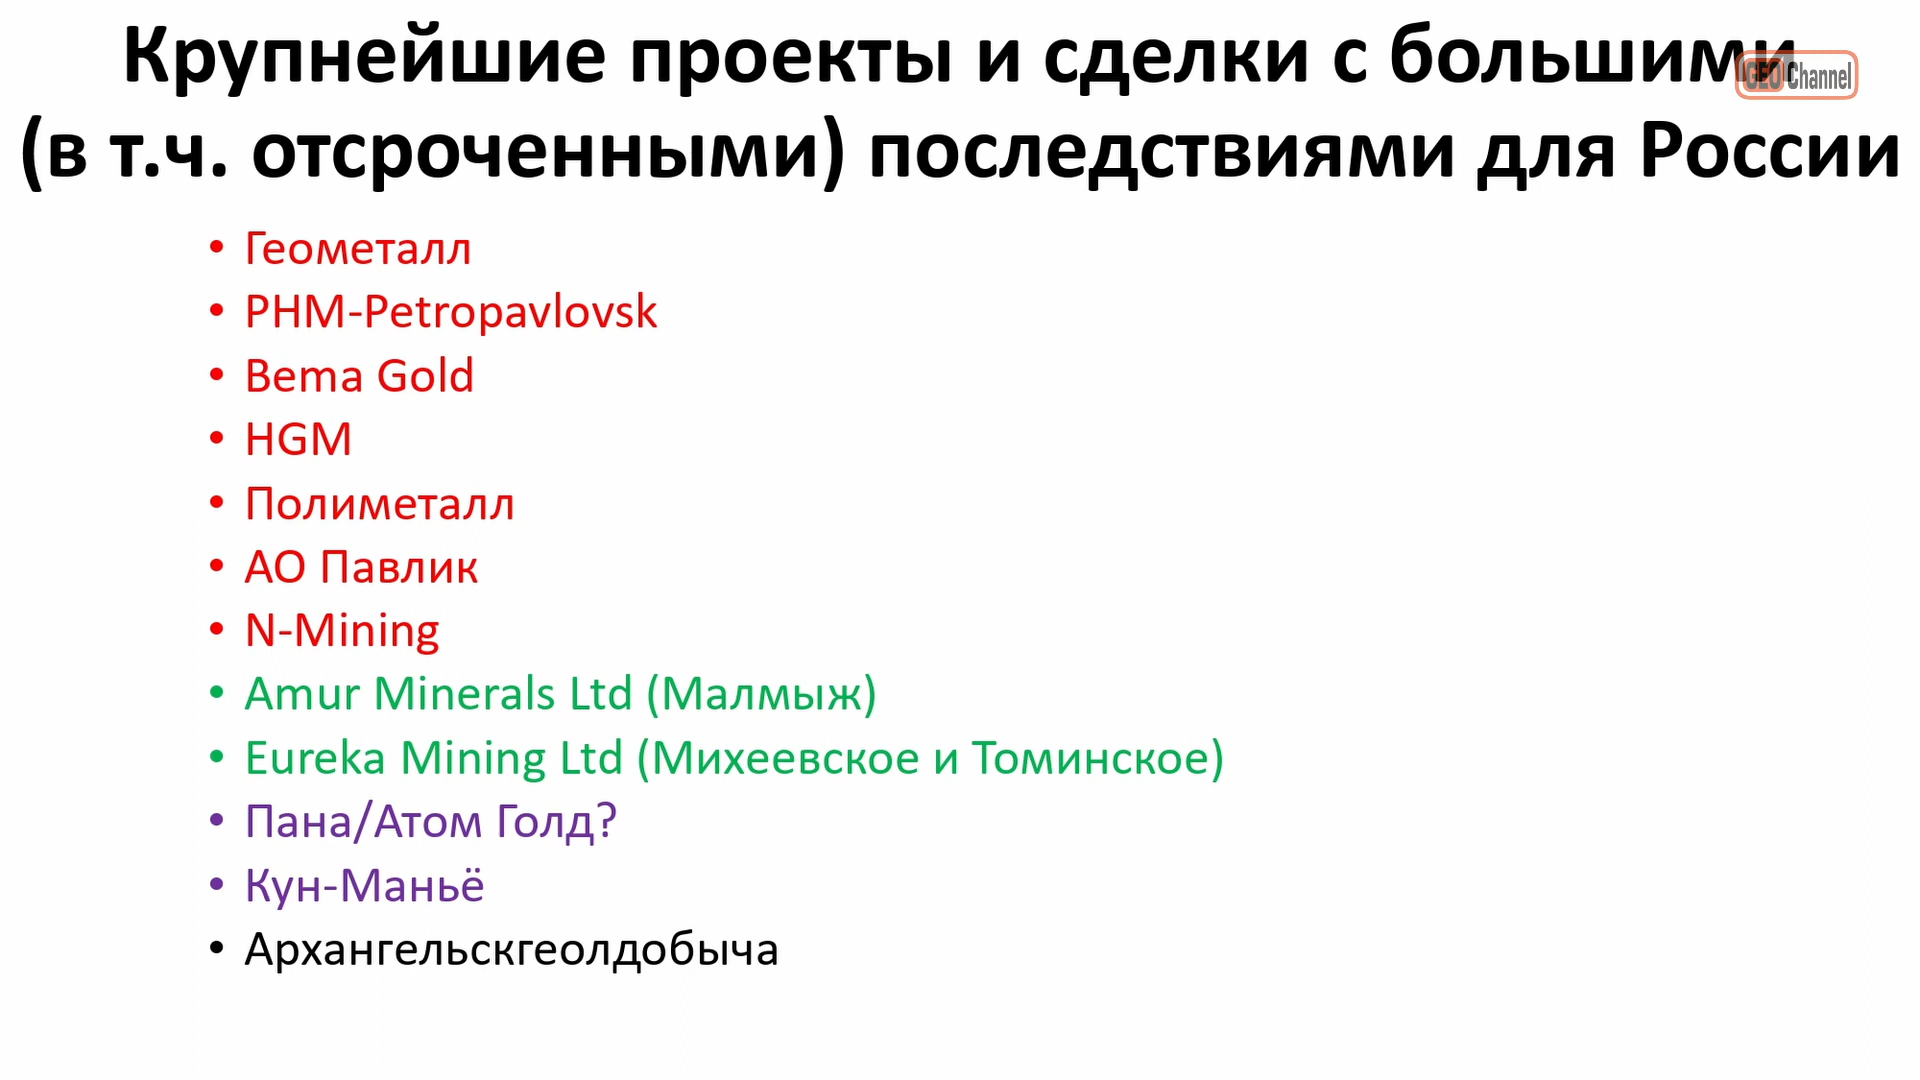 Крупнейшие проекты и сделки с большими
GEO Channel
(в т.ч. отсроченными) последствиями для России
• Геометалл
• PHM-Petropavlovsk
• Bema Gold
• HGM
• Полиметалл
• АО Павлик
• N-Mining
• Amur Minerals Ltd (Малмыж)
• Eureka Mining Ltd (Михеевское и Томинское)
• Пана/Атом Голд?
• Кун-Маньё
• Архангельскгеолдобыча